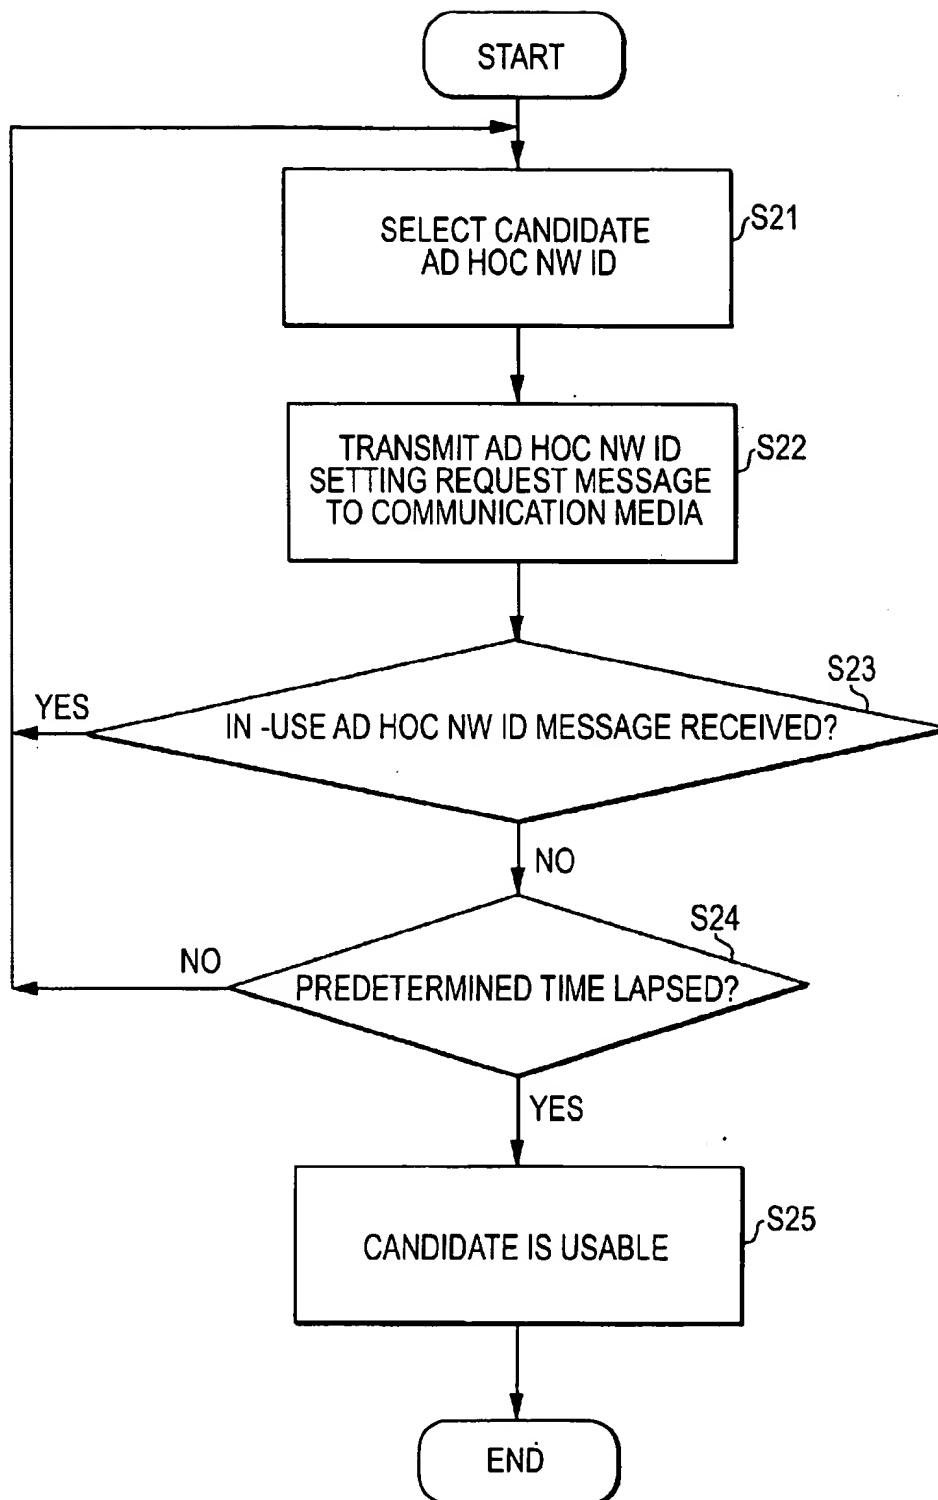 START
SELECT CANDIDATE
AD HOC NW ID
S21
TRANSMIT AD HOC NW ID
SETTING REQUEST MESSAGE
TO COMMUNICATION MEDIA
S22
S23
YES
IN -USE AD HOC NW ID MESSAGE RECEIVED?
NO
S24
NO
PREDETERMINED TIME LAPSED?
YES
CANDIDATE IS USABLE
S25
END